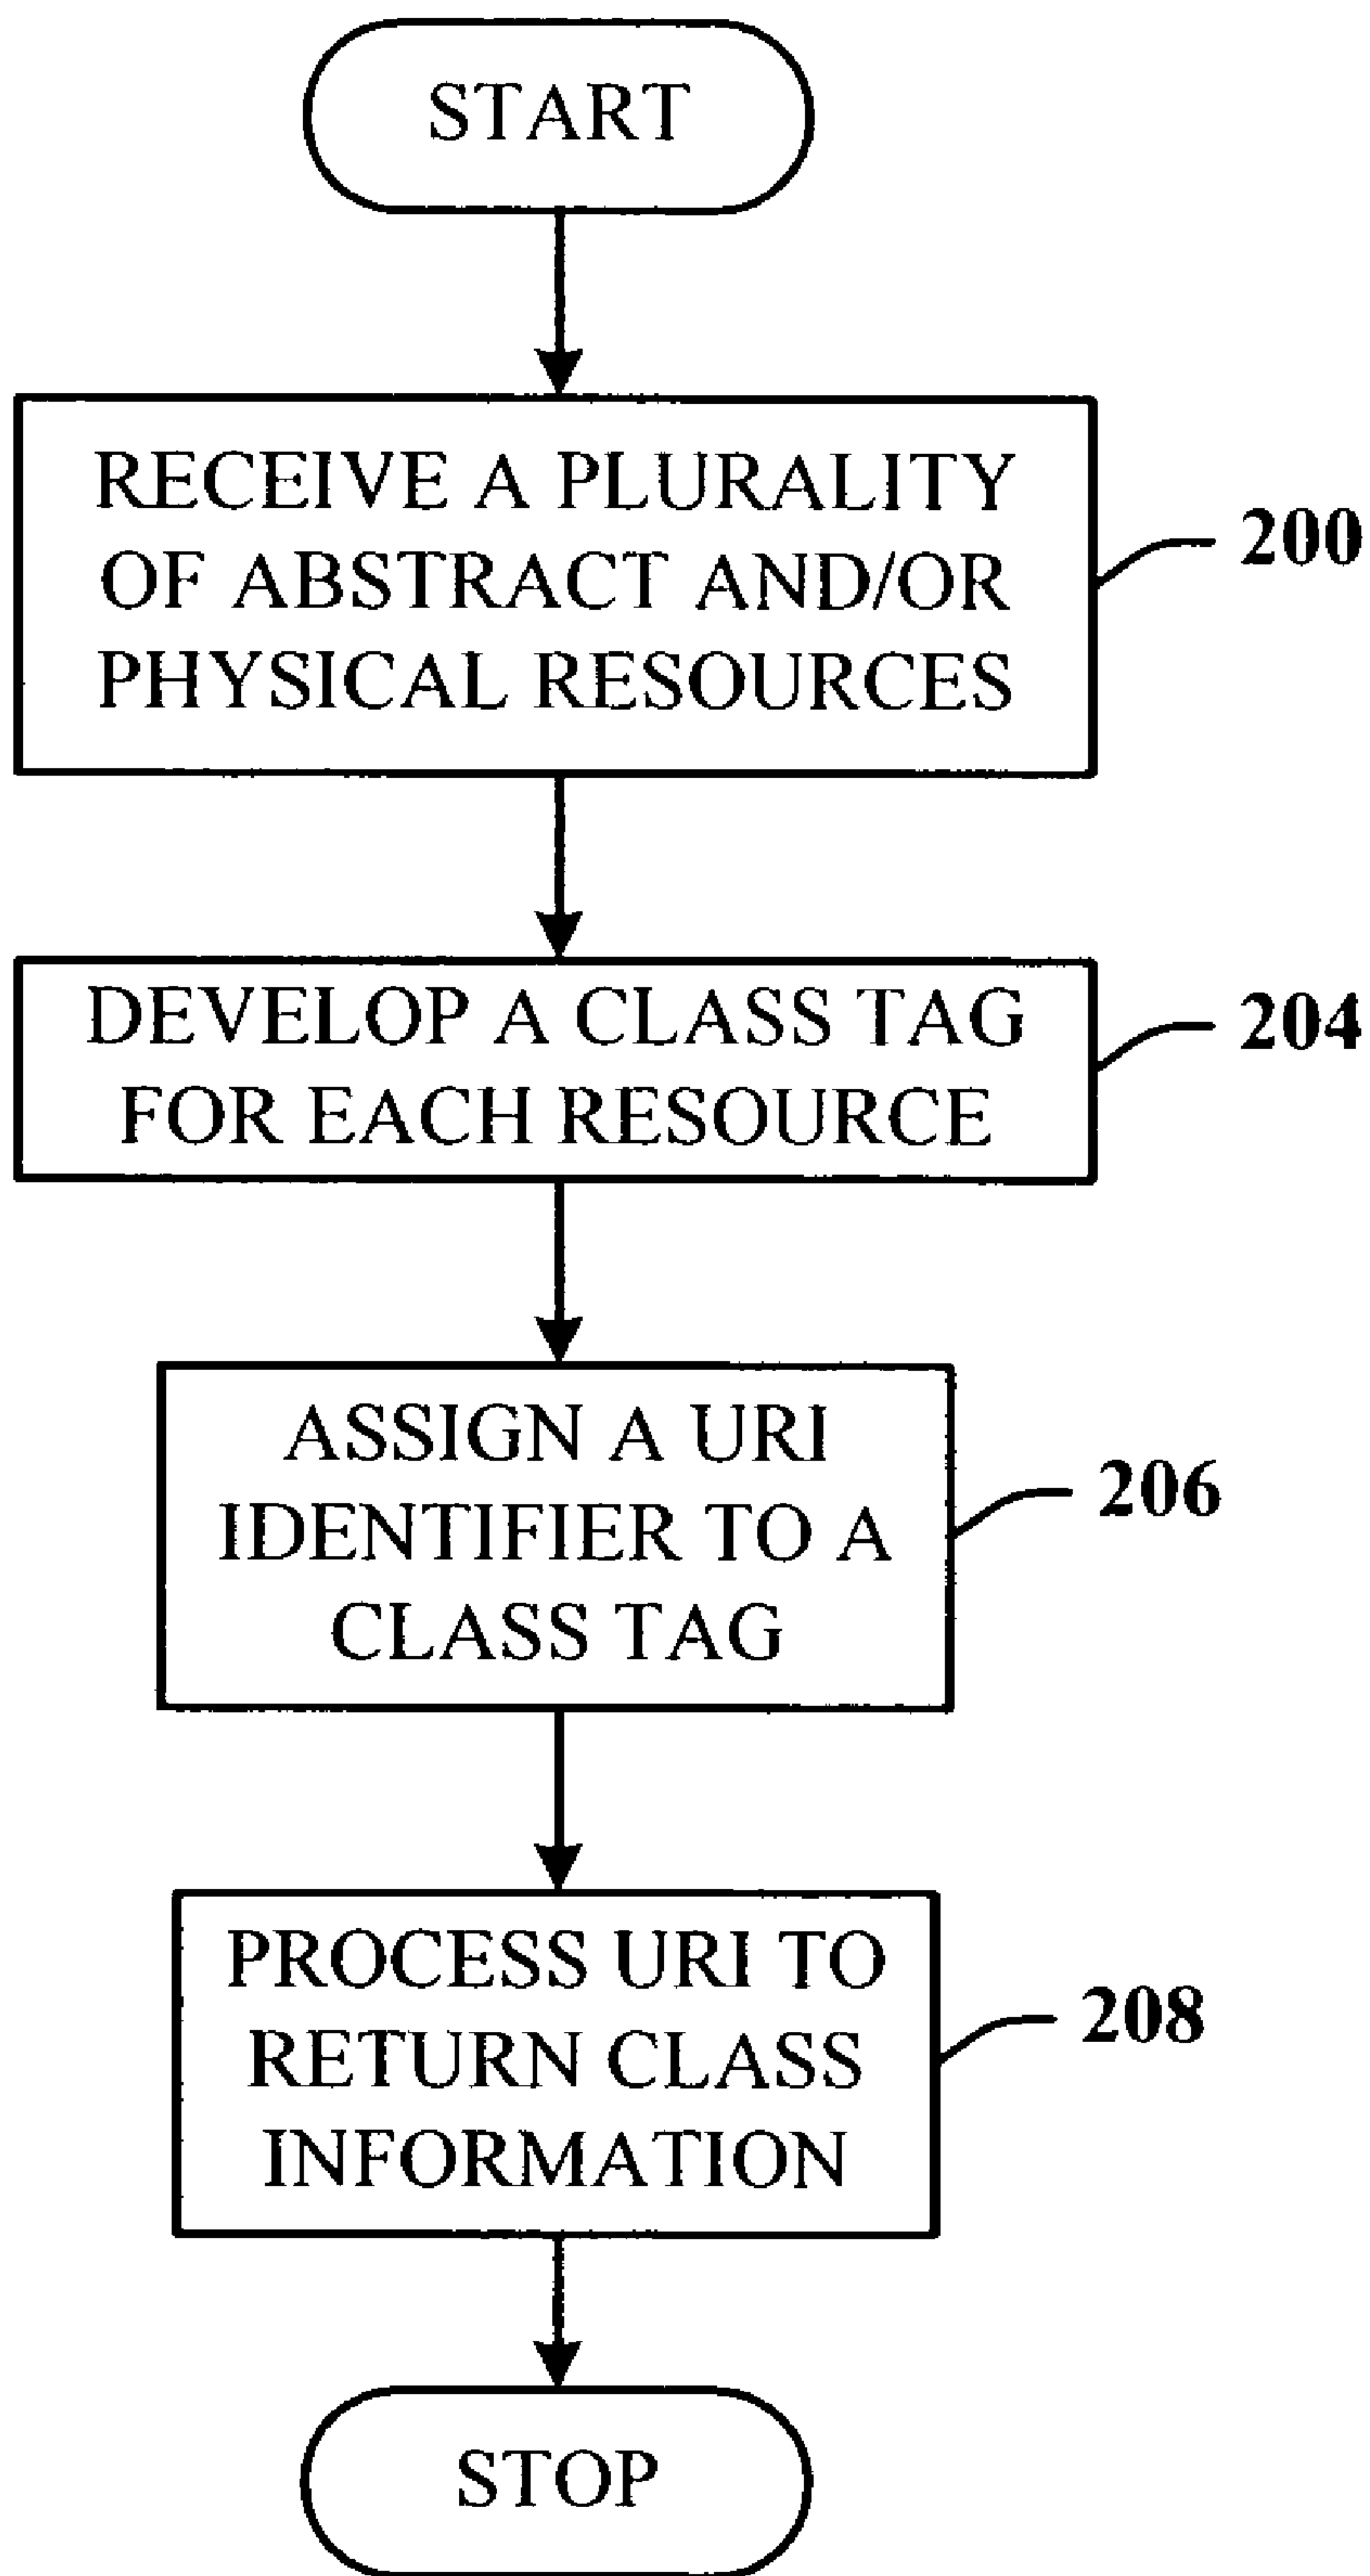 START
RECEIVE A PLURALITY
OF ABSTRACT AND/OR
PHYSICAL RESOURCES
200
DEVELOP A CLASS TAG
FOR EACH RESOURCE
204
ASSIGN A URI
IDENTIFIER TO A
CLASS TAG
206
PROCESS URI TO
RETURN CLASS
INFORMATION
208
STOP